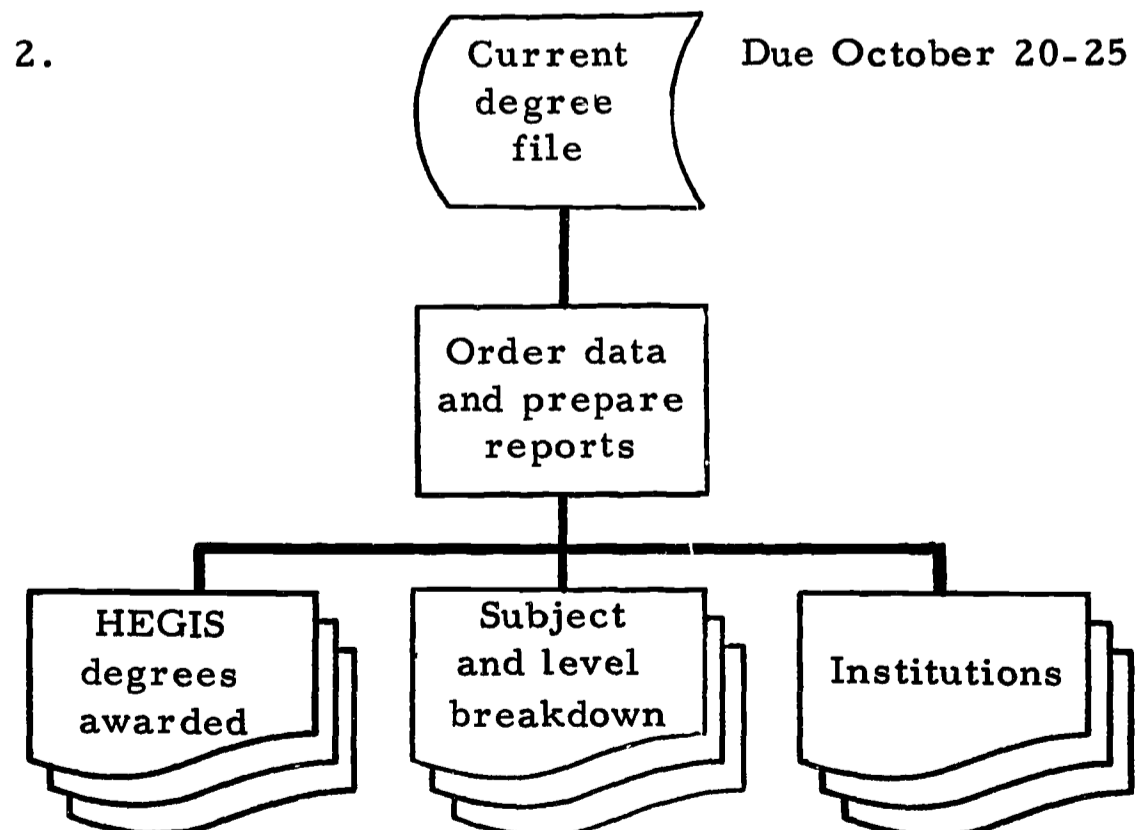 2.
Current
degree
file
Due October 20-25
Order data
and prepare
reports
HEGIS
degrees
awarded
Subject
and level
breakdown
Institutions